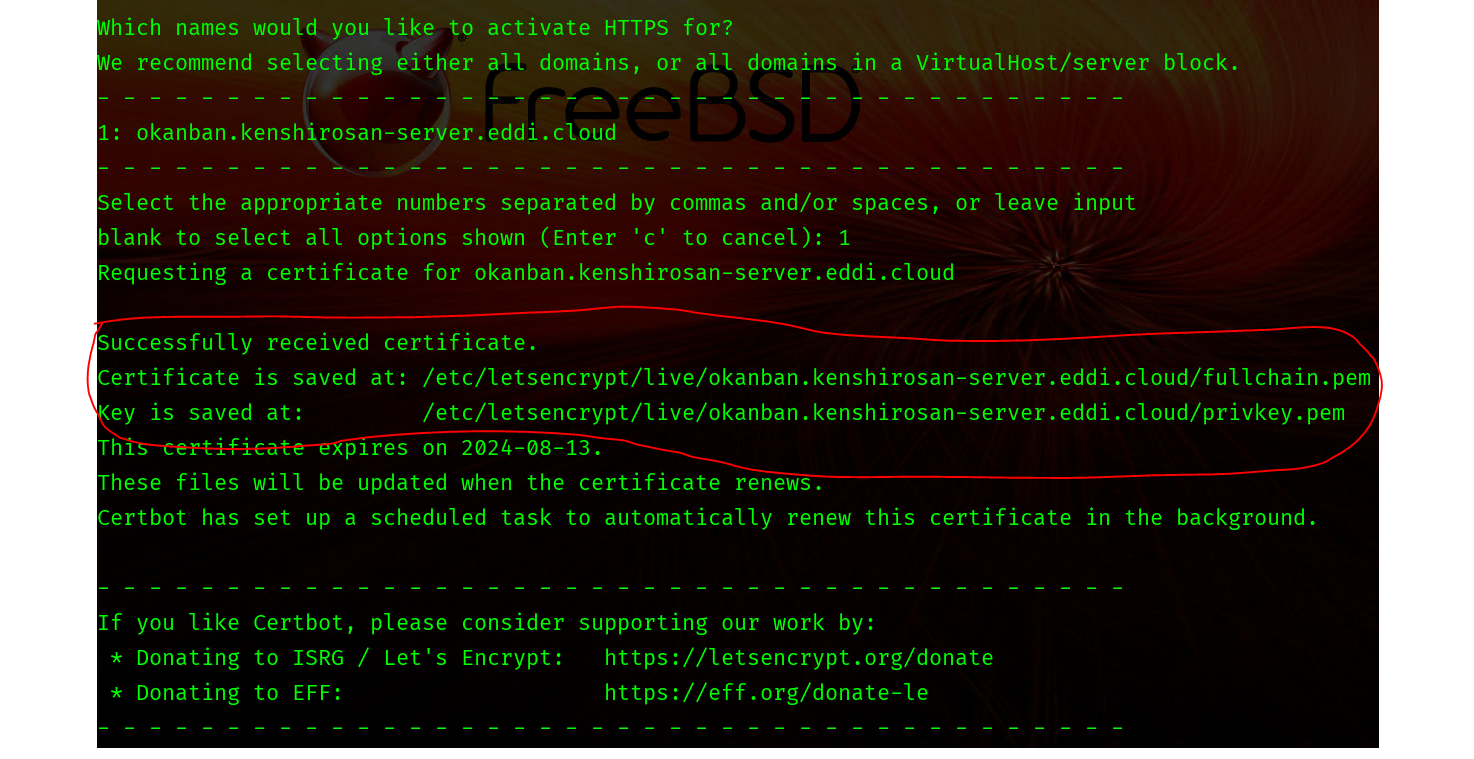 Which names would you like to activate HTTPS for?
We recommend selecting either all domains, or all domains in a VirtualHost/server block.
- - - - - - - - - - - - - - - - - - - - - - - - - - - - - - - - - - - - - - - -
FreeBSD
1: okanban.kenshirosan-server.eddi.cloud
- - - - - - - - - - - - - - - - - - - - - - - - - - - - - - - - - - - - - - - -
Select the appropriate numbers separated by commas and/or spaces, or leave input
blank to select all options shown (Enter 'c' to cancel): 1
Requesting a certificate for okanban.kenshirosan-server.eddi.cloud
Successfully received certificate.
Certificate is saved at: /etc/letsencrypt/live/okanban.kenshirosan-server.eddi.cloud/fullchain.pem
Key is saved at:         /etc/letsencrypt/live/okanban.kenshirosan-server.eddi.cloud/privkey.pem
This certificate expires on 2024-08-13.
These files will be updated when the certificate renews.
Certbot has set up a scheduled task to automatically renew this certificate in the background.
- - - - - - - - - - - - - - - - - - - - - - - - - - - - - - - - - - - - - - - -
If you like Certbot, please consider supporting our work by:
 * Donating to ISRG / Let's Encrypt:   https://letsencrypt.org/donate
 * Donating to EFF:                    https://eff.org/donate-le
- - - - - - - - - - - - - - - - - - - - - - - - - - - - - - - - - - - - - - - -